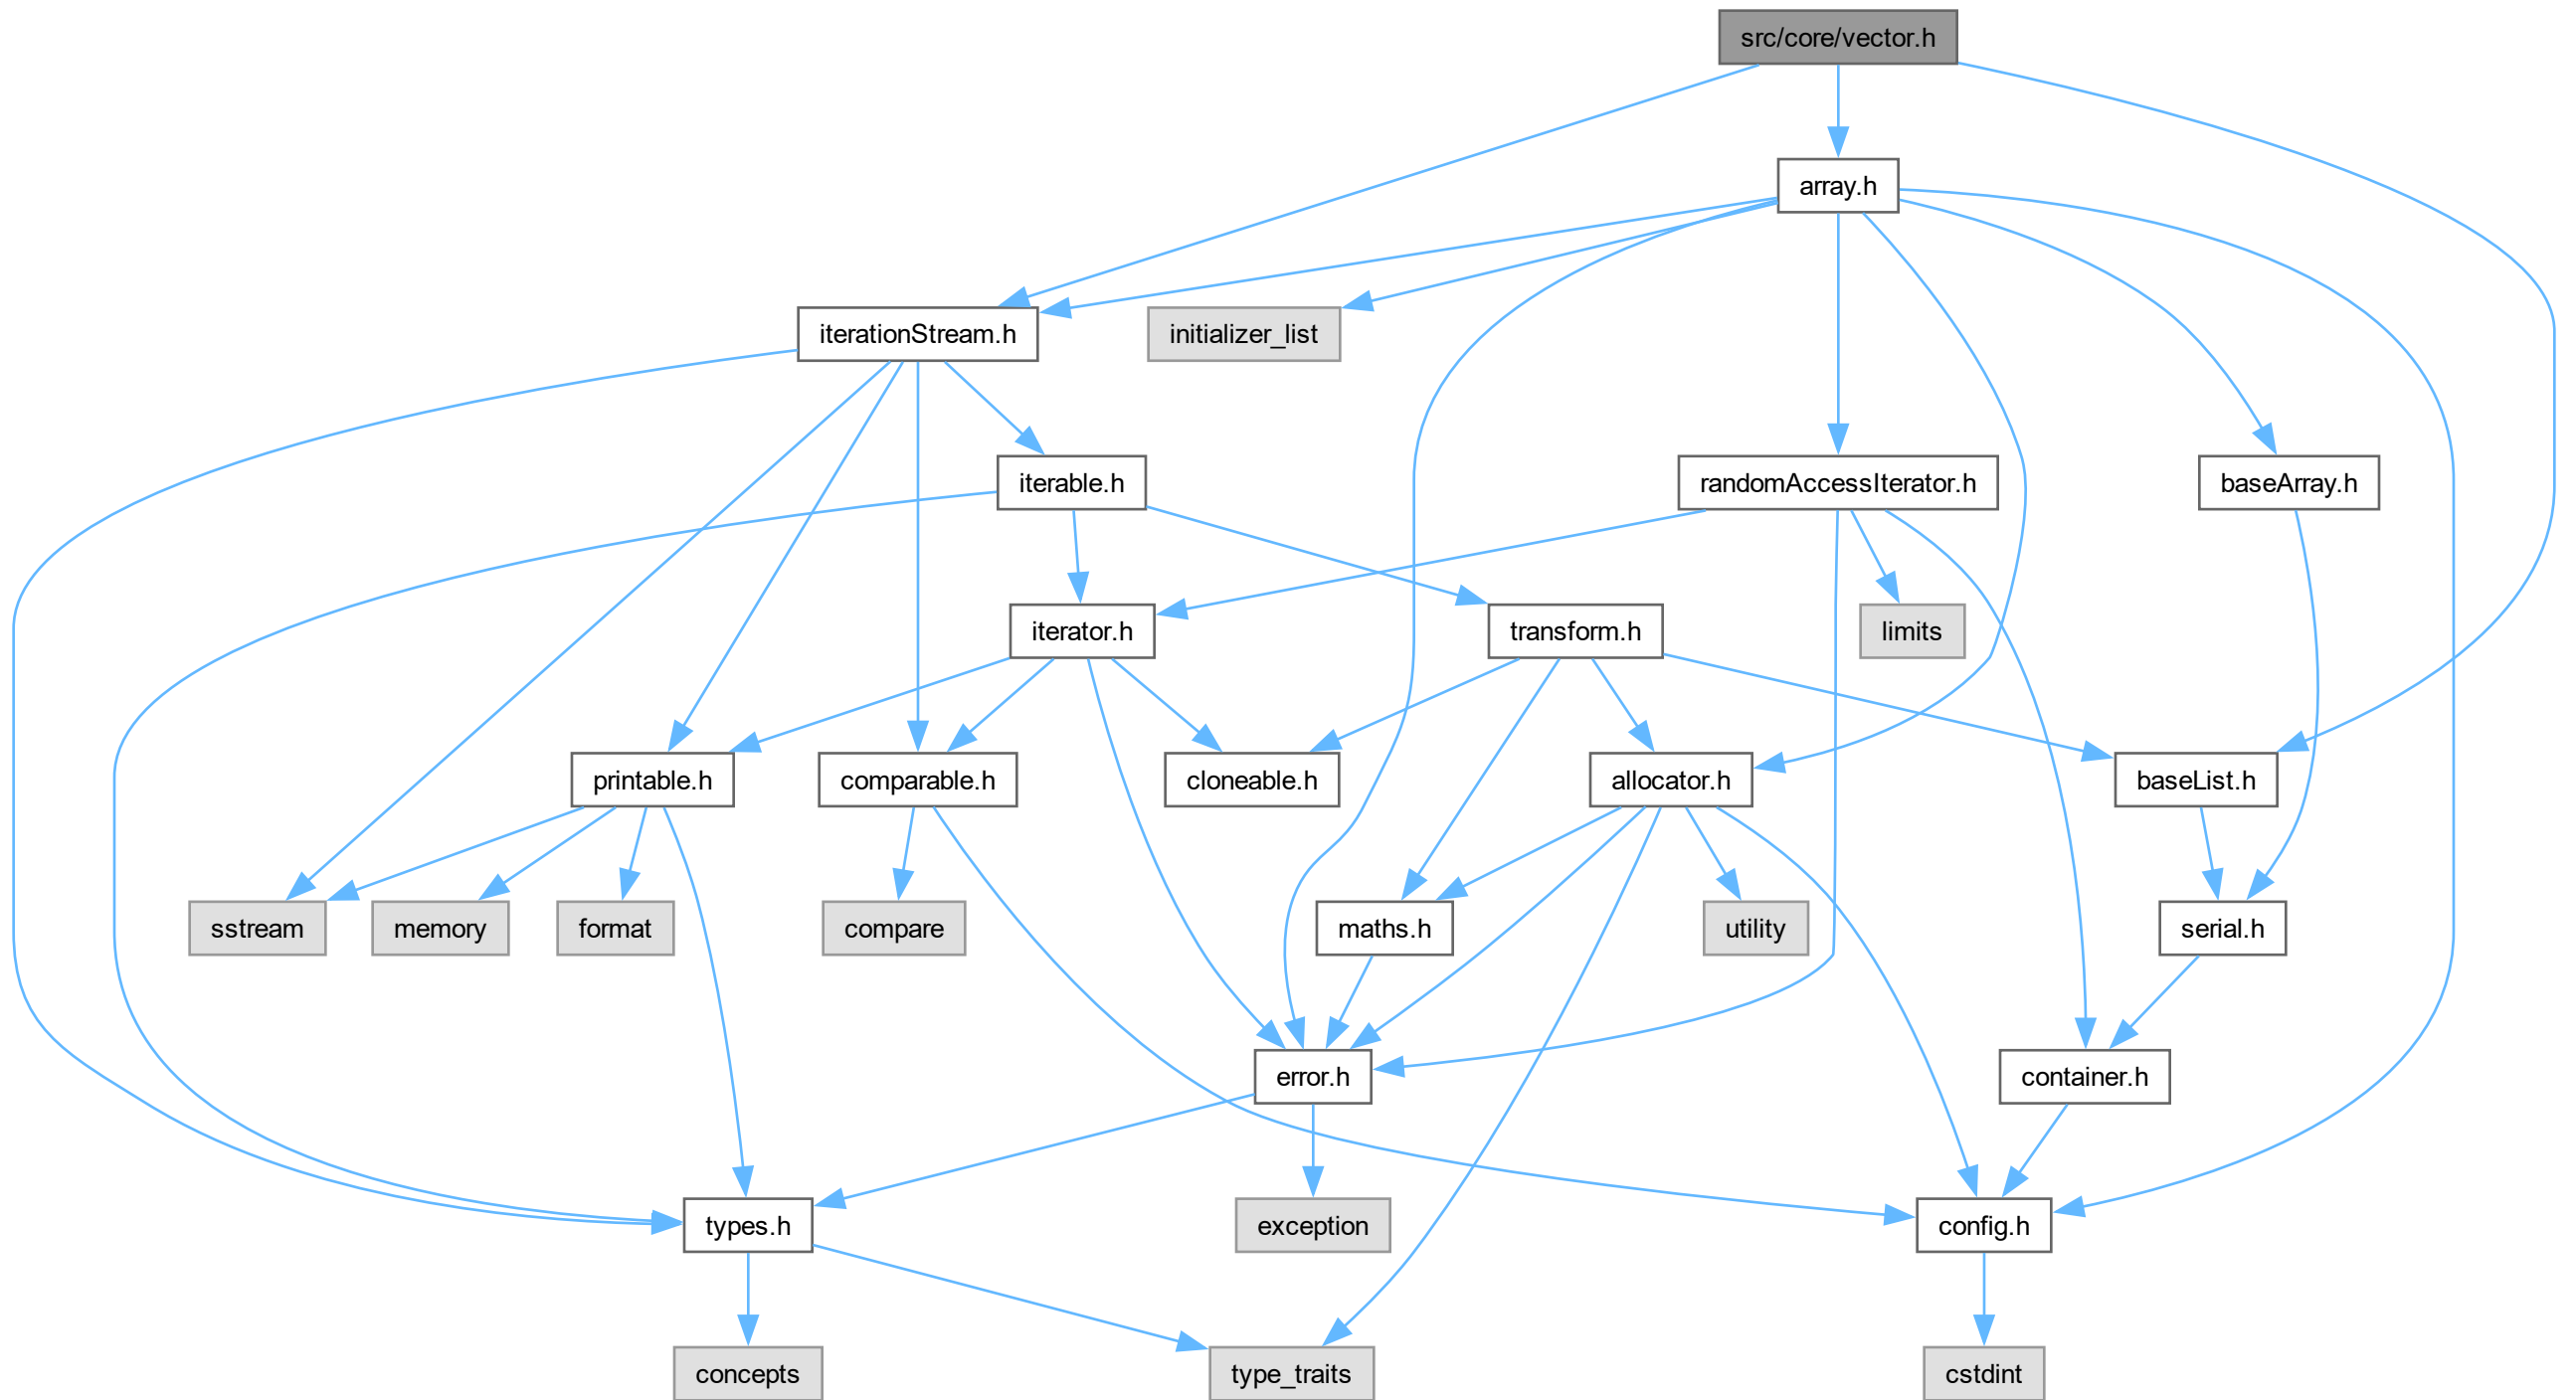 src/core/vector.h
array.h
iterationStream.h
initializer_list
iterable.h
randomAccessIterator.h
baseArray.h
iterator.h
transform.h
limits
printable.h
comparable.h
cloneable.h
allocator.h
baseList.h
sstream
memory
format
compare
maths.h
utility
serial.h
error.h
container.h
types.h
exception
config.h
concepts
type_traits
cstdint